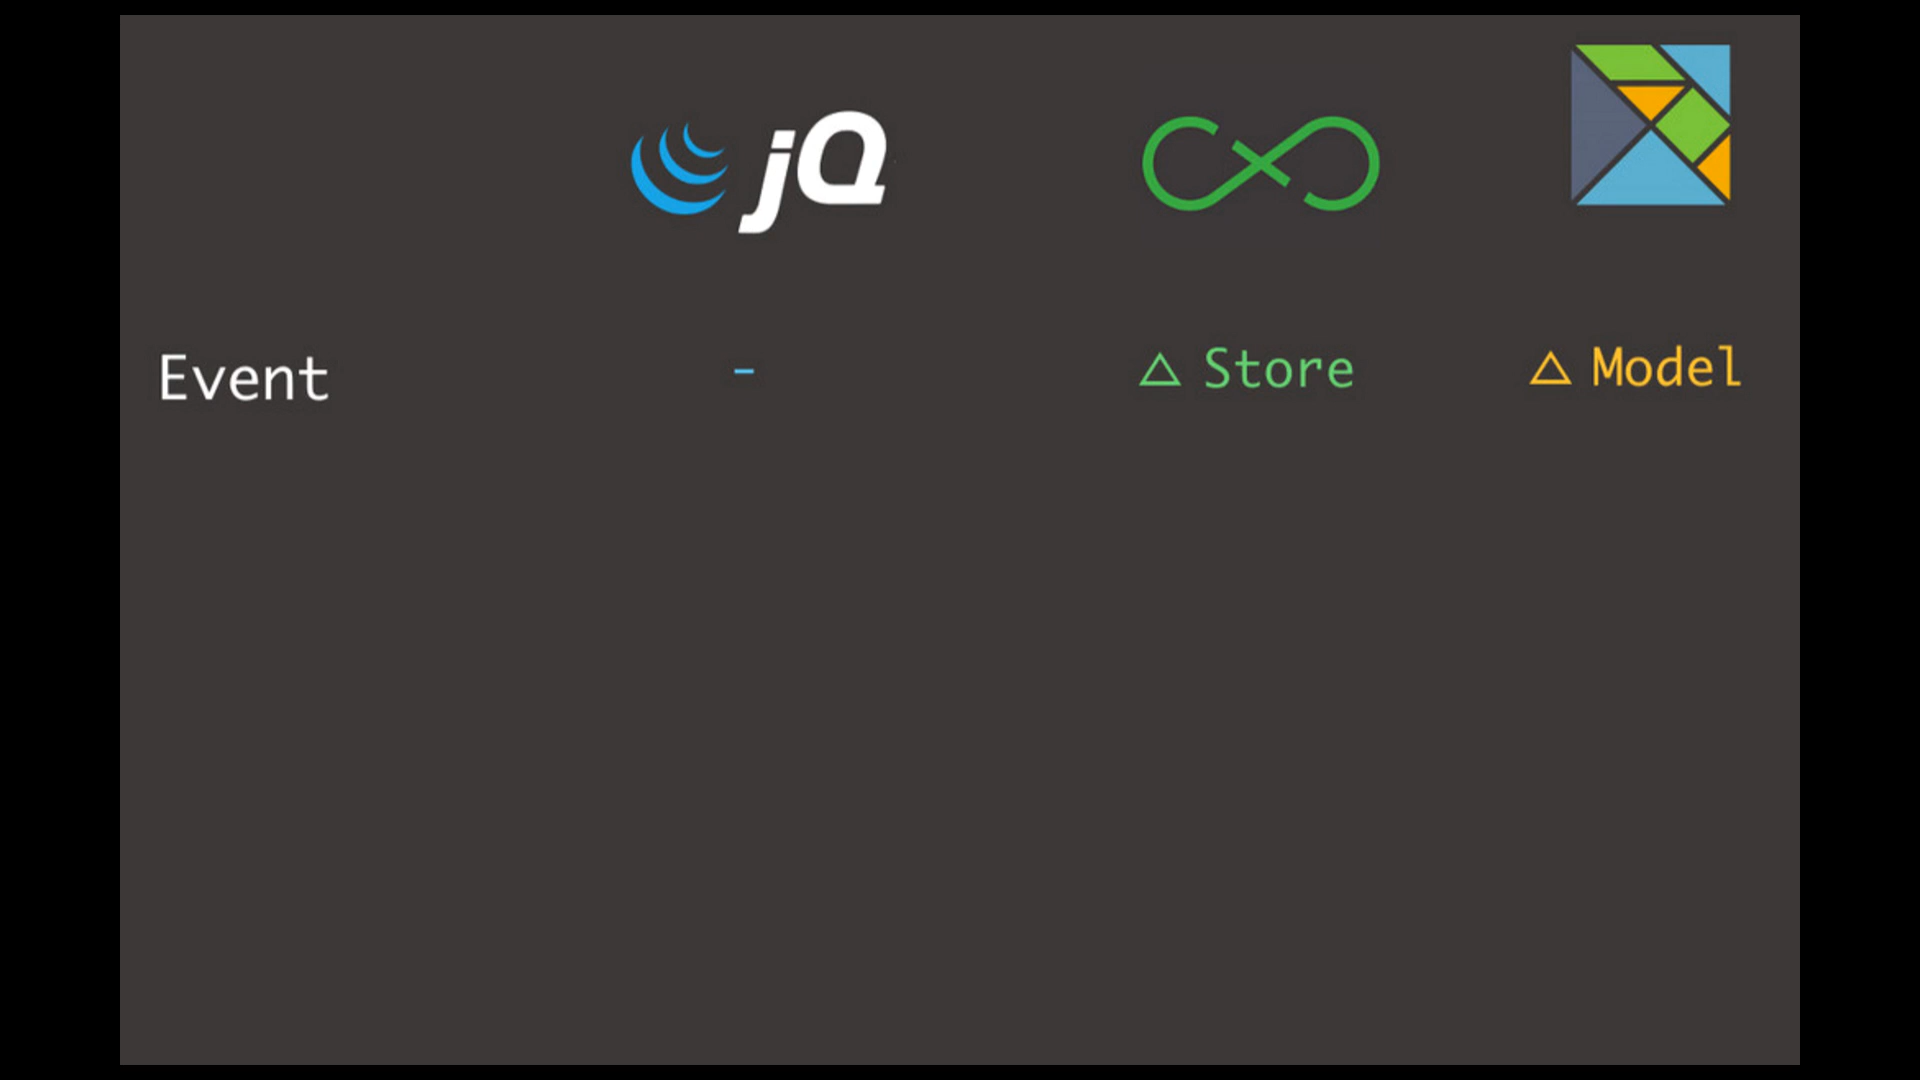 jQ
Event - △ Store △ Model